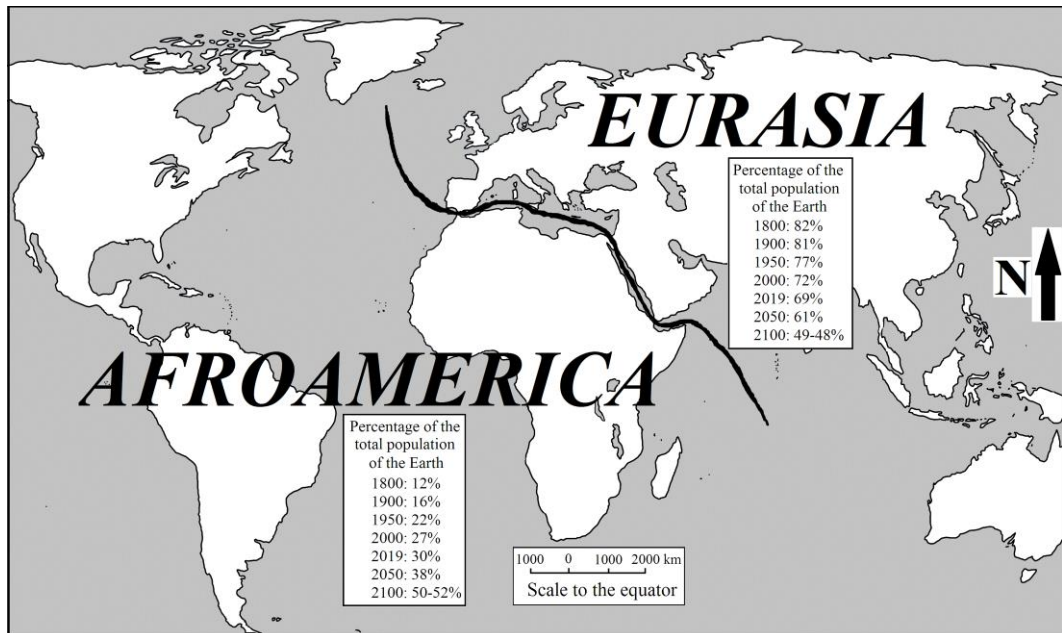 EURASIA
Percentage of the
total population
of the Earth
1800: 82%
1900: 81%
1950: 77%
2000: 72%
2019: 69%
2050: 61%
2100: 49-48%
N
AFROAMERICA
Percentage of the
total population
of the Earth
1800: 12%
1900: 16%
1950: 22%
2000: 27%
2019: 30%
2050: 38%
2100: 50-52%
1000 0 1000 2000 km
Scale to the equator